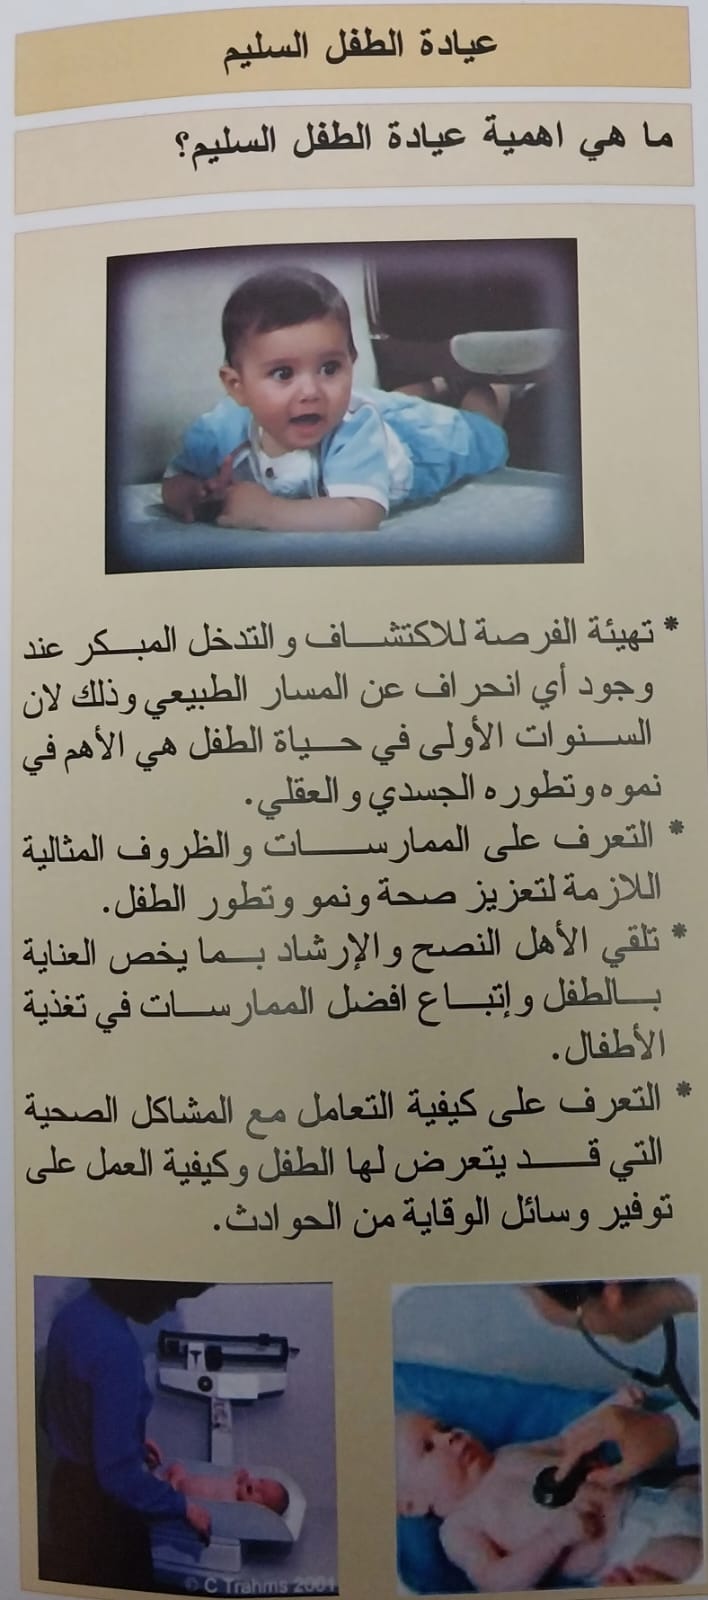 عيادة الطفل السليم
ما هي اهمية عيادة الطفل السليم؟
* تهيئة الفرصة للاكتشاف والتدخل المبكر عند
وجود أي انحراف عن المسار الطبيعي وذلك لان
السنوات الأولى في حياة الطفل هي الأهم في
نموه وتطوره الجسدي والعقلي.
* التعرف على الممارسات والظروف المثالية
اللازمة لتعزيز صحة ونمو وتطور الطفل.
* تلقي الأهل النصح والإرشاد بما يخص العناية
بالطفل وإتباع افضل الممارسات في تغذية
الأطفال.
* التعرف على كيفية التعامل مع المشاكل الصحية
التي قد يتعرض لها الطفل وكيفية العمل على
توفير وسائل الوقاية من الحوادث.
© C Trahms 2001